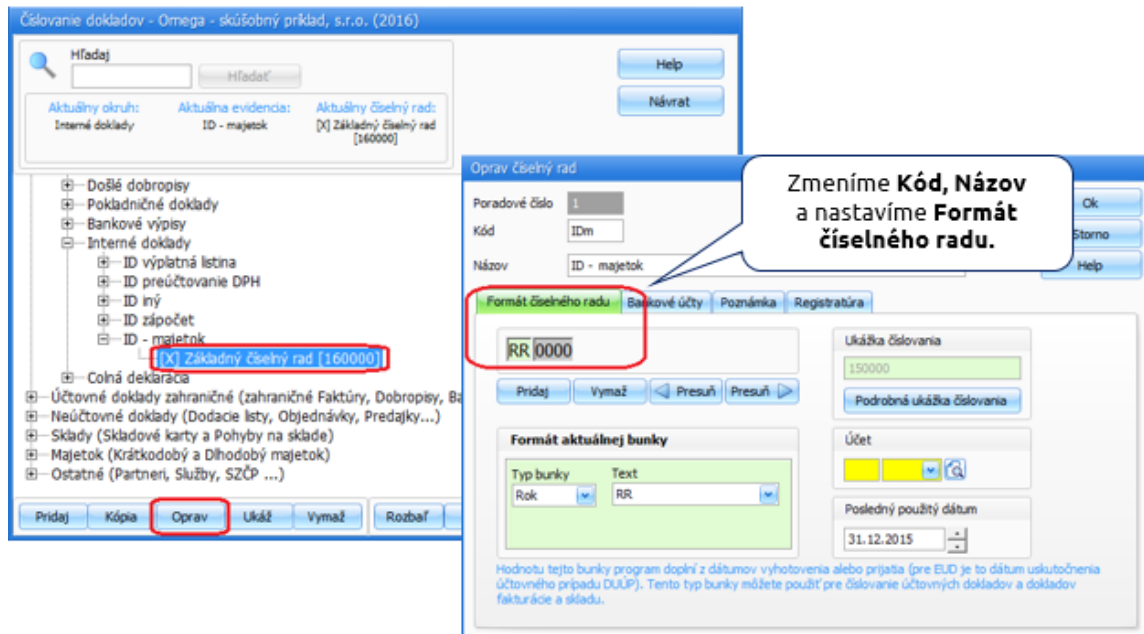 Číslovanie dokladov - Omega - skúšobný príklad, s.r.o. (2016)
Hľadaj
Hľadať
Help
Návrat
Aktuálny okruh:
Interné doklady
Aktuálna evidencia:
ID - majetok
Aktuálny číselný rad:
[X] Základný číselný rad
[160000]
Došlé dobropisy
Pokladničné doklady
Bankové výpisy
Interné doklady
ID výplatná listina
ID preúčtovanie DPH
ID iný
ID zápočet
ID - majetok
[X] Základný číselný rad [160000]
Colná deklarácia
Účtovné doklady zahraničné (zahraničné Faktúry, Dobropisy, Ba
Neúčtovné doklady (Dodacie listy, Objednávky, Predajky...)
Sklady (Skladové karty a Pohyby na sklade)
Majetok (Krátkodobý a Dlhodobý majetok)
Ostatné (Partneri, Služby, SZČP ...)
Pridaj Kópia Oprav Ukáž Vymaž Rozbaľ
Oprav číselný rad
Zmeníme Kód, Názov
a nastavíme Formát
číselného radu.
Poradové číslo 1
Kód IDm
Názov ID - majetok
Ok
Storno
Help
Formát číselného radu Bankové účty Poznámka Registratúra
RR 0000
Pridaj Vymaž Presuň Presuň
Ukážka číslovania
150000
Podrobná ukážka číslovania
Formát aktuálnej bunky
Typ bunky Text
Rok RR
Účet
Posledný použitý dátum
31.12.2015
Hodnotu tejto bunky program doplní z dátumov vyhotovenia alebo prijatia (pre EUD je to dátum uskutočnenia
účtovného prípadu DUÚP). Tento typ bunky môžete použiť pre číslovanie účtovných dokladov a dokladov
fakturácie a skladu.